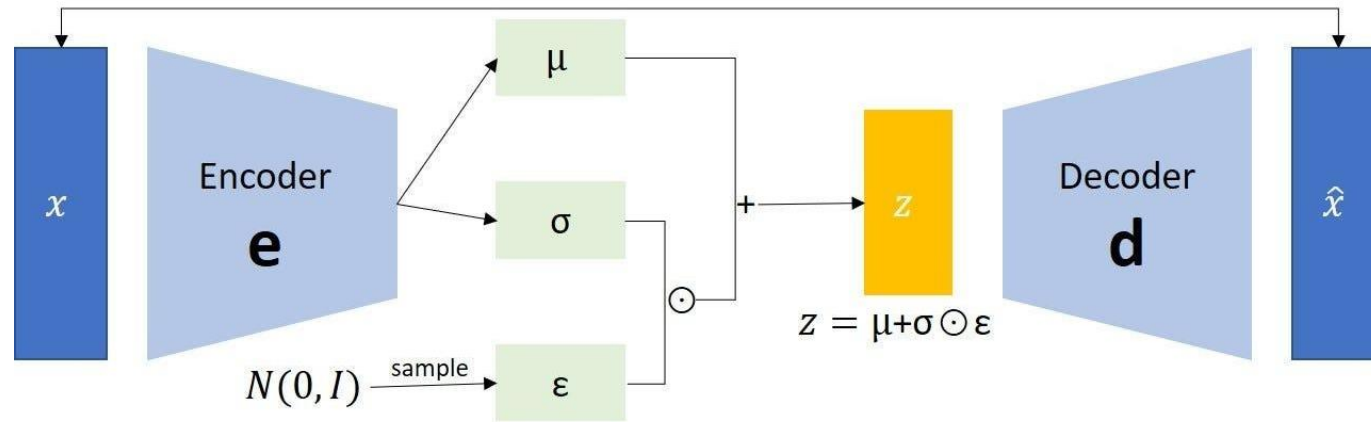 x
Encoder
e
μ
σ
ε
N(0, I)
sample
⊙
+
z
z = μ+σ⊙ε
Decoder
d
x̂